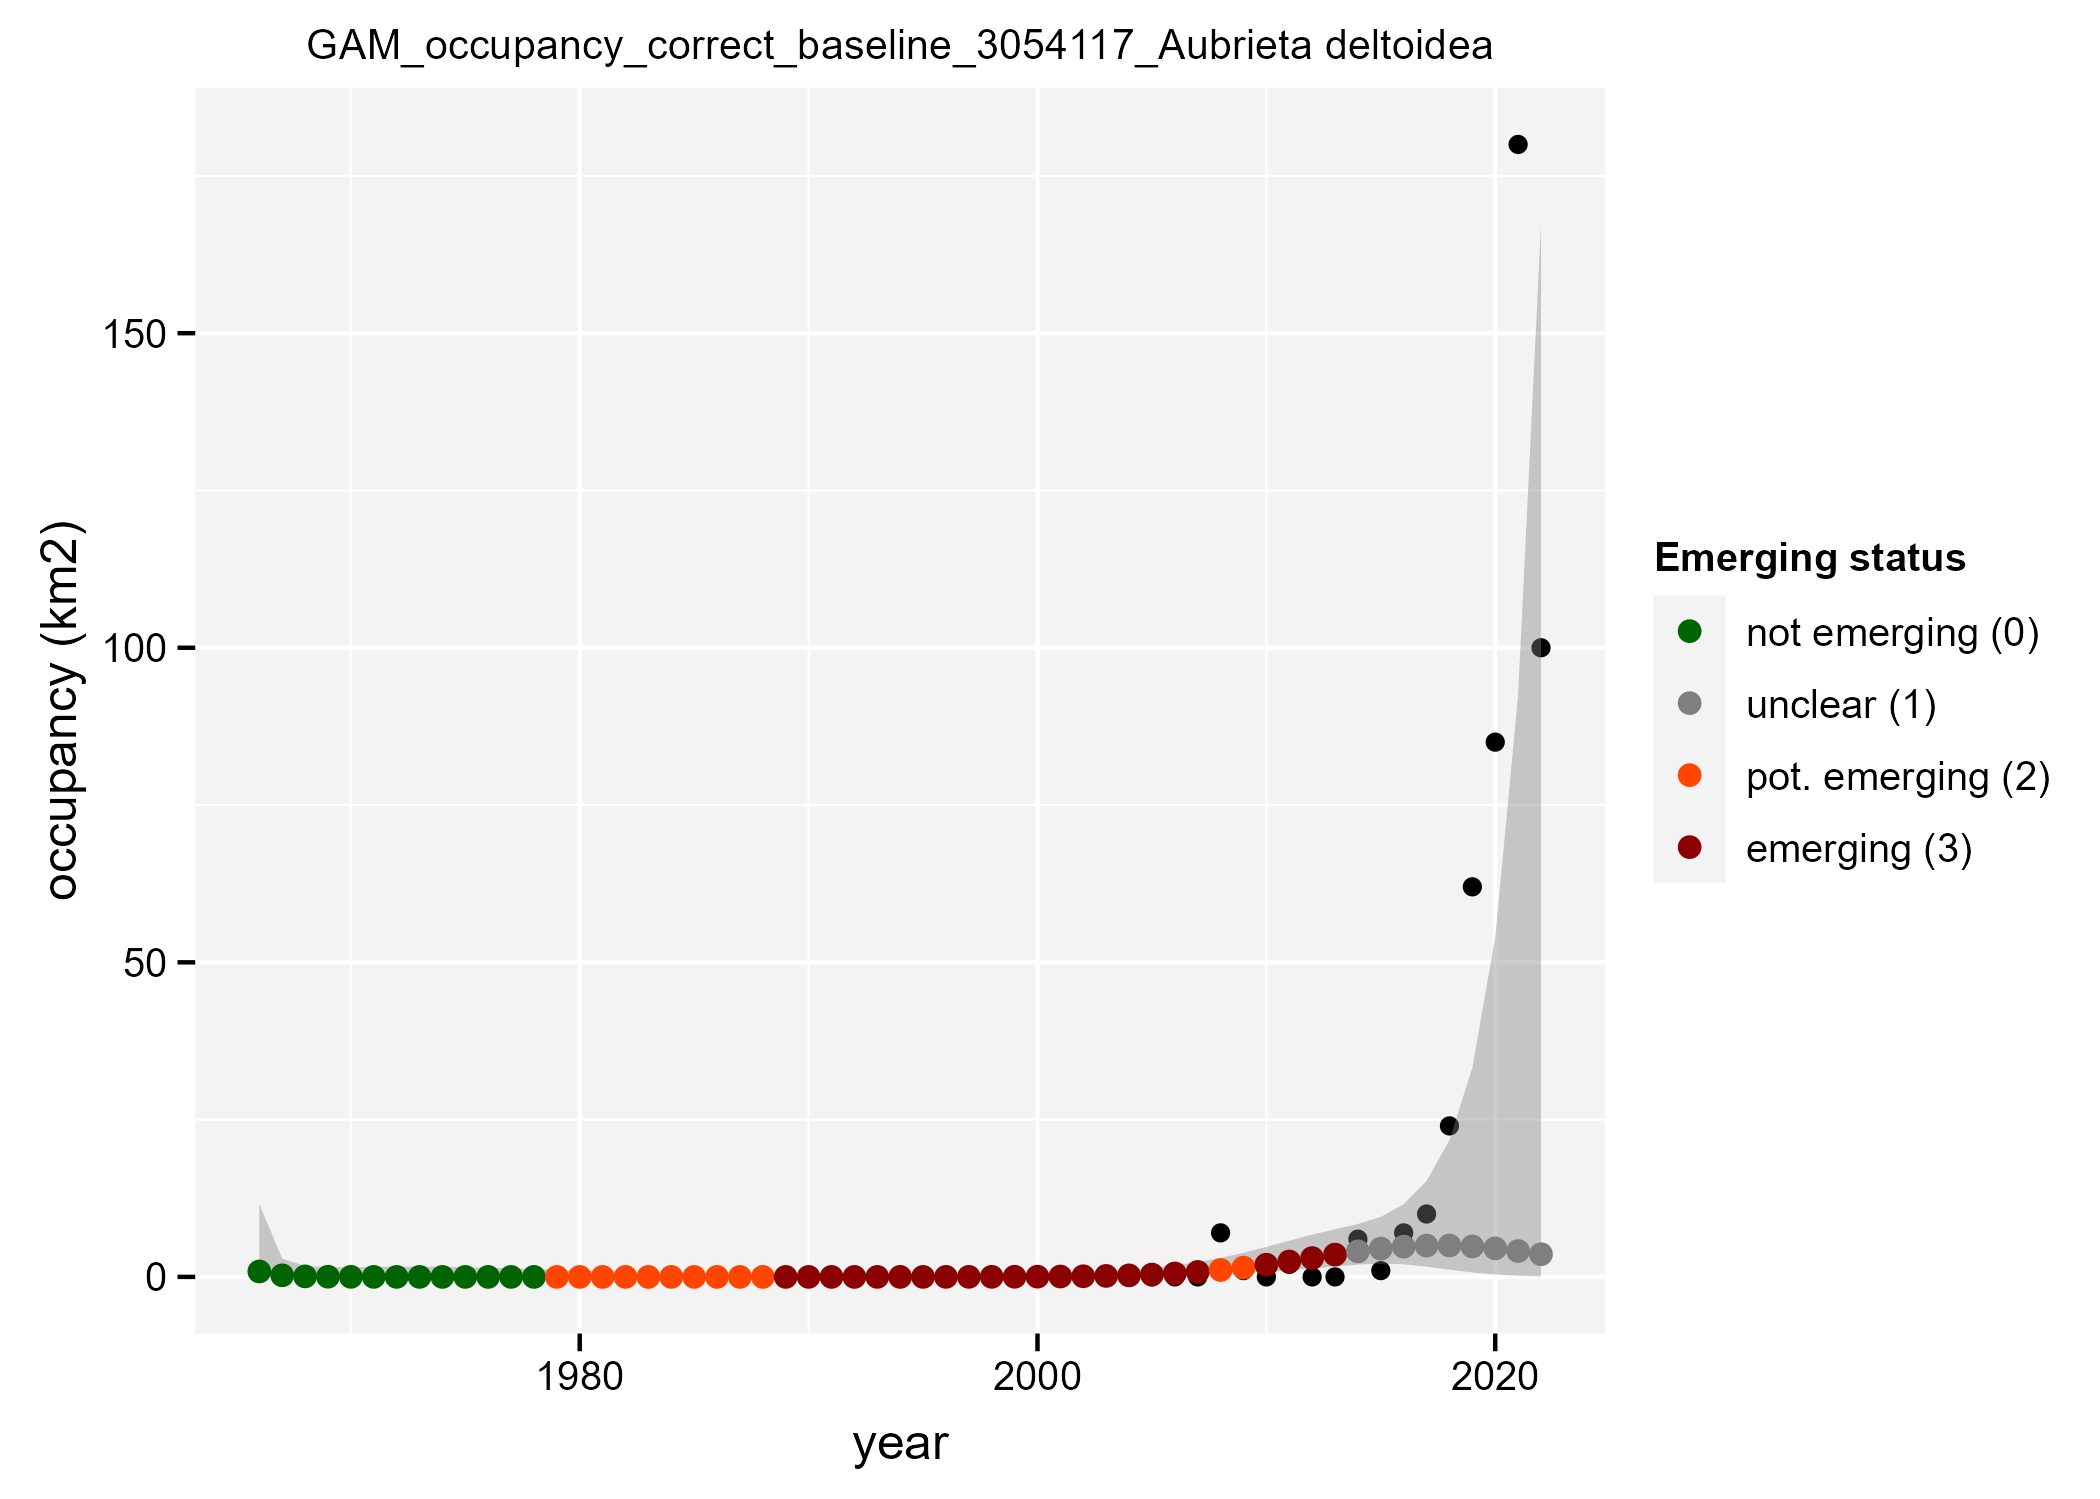 GAM_occupancy_correct_baseline_3054117_Aubrieta deltoidea
occupancy (km2)
150
100
50
0
1980
2000
2020
year
Emerging status
not emerging (0)
unclear (1)
pot. emerging (2)
emerging (3)